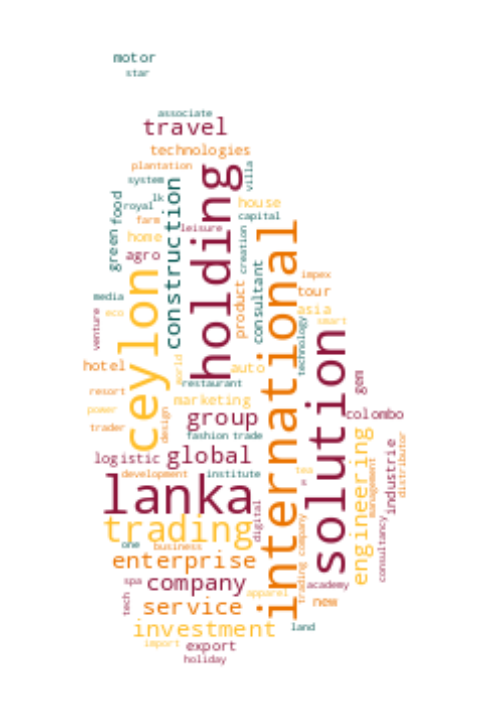 motor
star
associate
travel
technologies
plantation
system
villa
holding
construction
lk
royal
food
green
farm
house
capital
leisure
home
agro
creation
consultant
international
ceylon
product
impex
tour
asia
smart
media
eco
venture
technology
solution
hotel
world
auto
restaurant
gem
resort
marketing
power
design
group
colombo
trader
fashion
trade
engineering
industrie
distributor
logistic
global
management
development
institute
tea
s
lanka
trading
digital
trading company
consultancy
one
business
enterprise
spa
company
academy
tech
apparel
service
new
investment
land
import
export
holiday